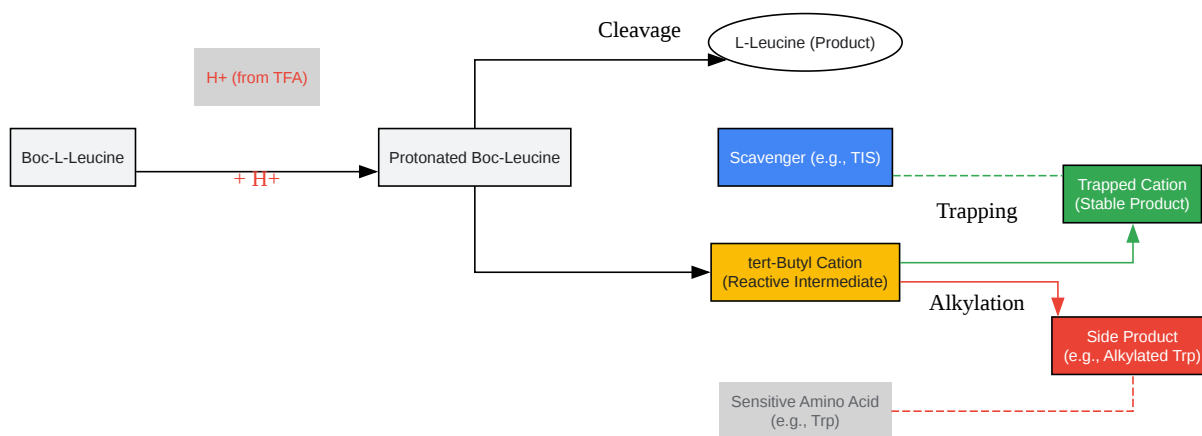 Cleavage
L-Leucine (Product)
H+ (from TFA)
Boc-L-Leucine
+ H+
Protonated Boc-Leucine
Scavenger (e.g., TIS)
Trapped Cation
(Stable Product)
Trapping
tert-Butyl Cation
(Reactive Intermediate)
Alkylation
Side Product
(e.g., Alkylated Trp)
Sensitive Amino Acid
(e.g., Trp)